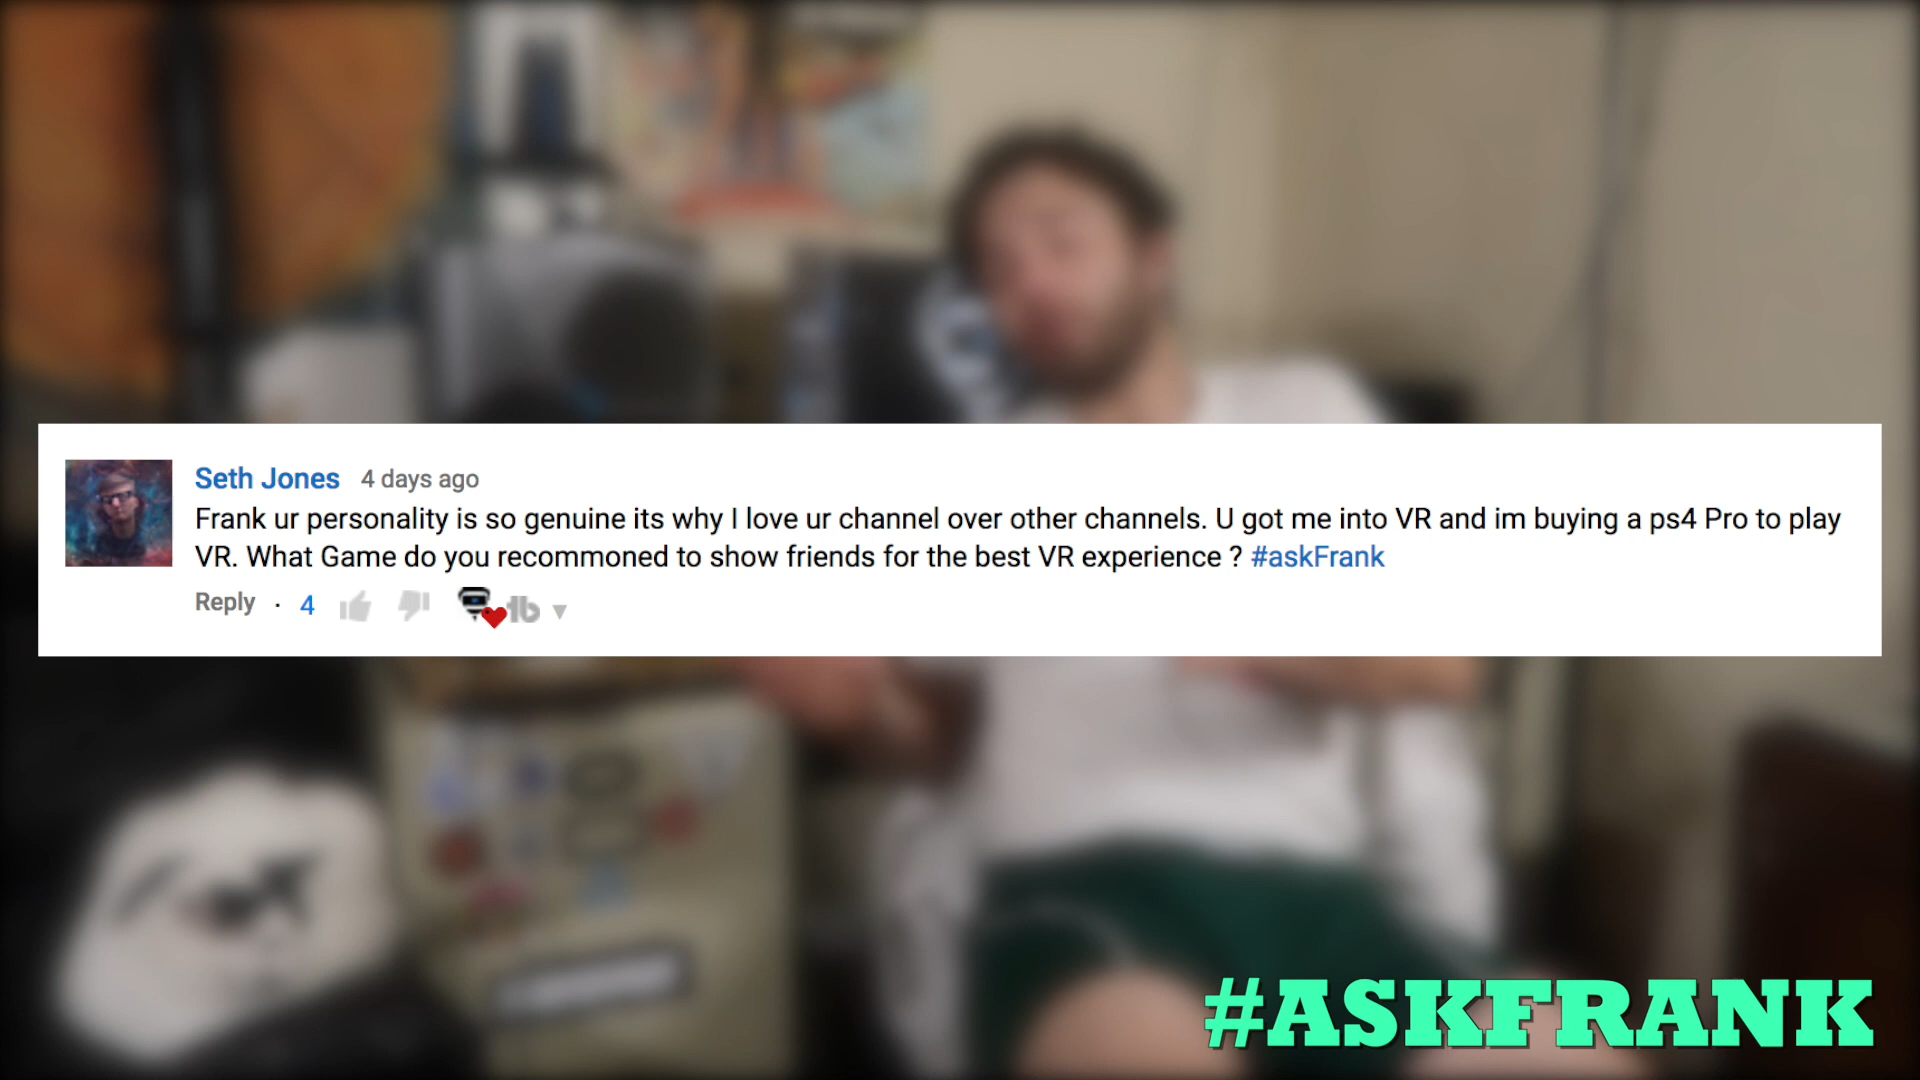 Seth Jones 4 days ago
Frank ur personality is so genuine its why I love ur channel over other channels. U got me into VR and im buying a ps4 Pro to play
VR. What Game do you recommoned to show friends for the best VR experience ? #askFrank
Reply · 4
#ASKFRANK